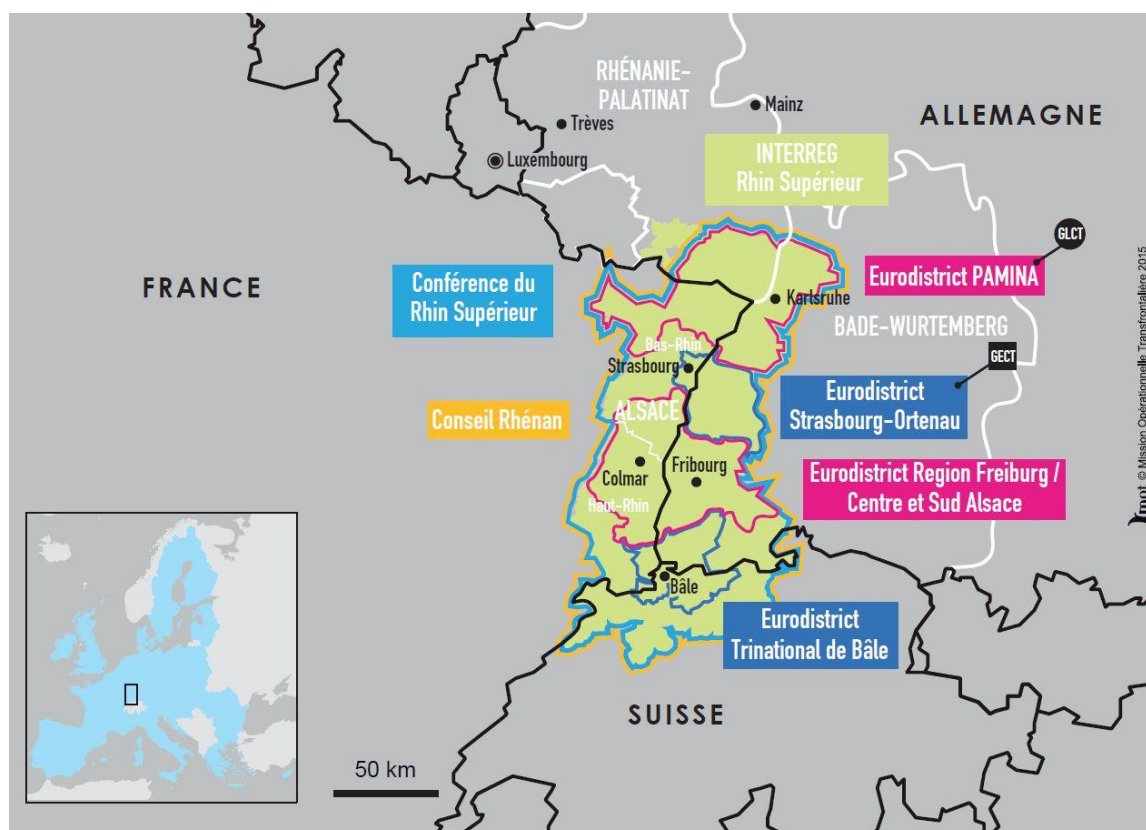 RHÉNANIE-
PALATINAT
Mainz
ALLEMAGNE
Trèves
Luxembourg
INTERREG
Rhin Supérieur
GLCT
FRANCE
Conférence du
Rhin Supérieur
Eurodistrict PAMINA
Karlsruhe
BADE-WURTEMBERG
Bas-Rhin
Strasbourg
GECT
Eurodistrict
Strasbourg-Ortenau
Conseil Rhénan
ALSACE
Colmar
Fribourg
Eurodistrict Region Freiburg /
Centre et Sud Alsace
Haut-Rhin
Bâle
Eurodistrict
Trinational de Bâle
SUISSE
50 km
mot © Mission Opérationnelle Transfrontalière 2015